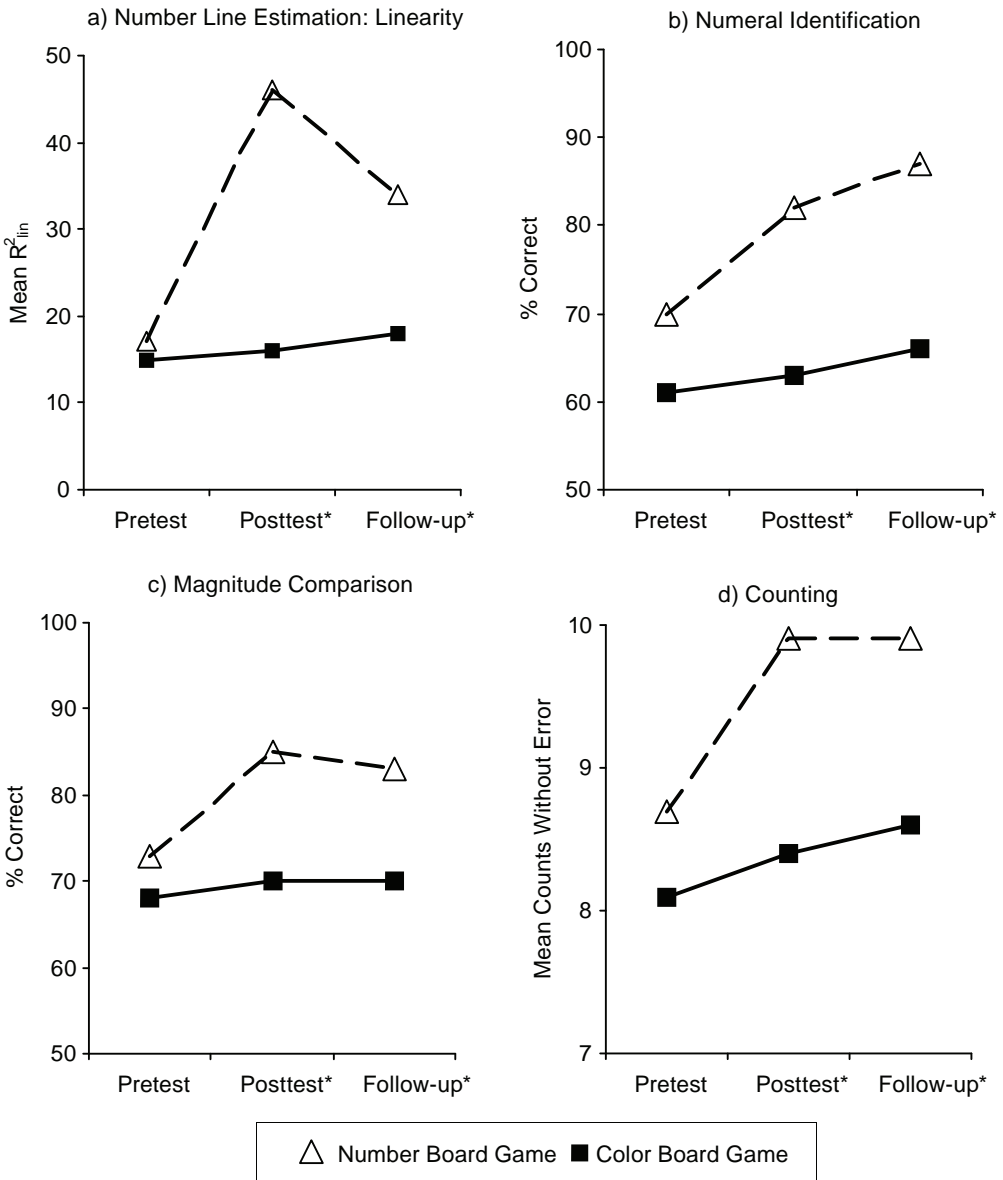 a) Number Line Estimation: Linearity
50
40
30
20
10
0
Mean R²lin
Pretest Posttest* Follow-up*
b) Numeral Identification
100
90
80
70
60
50
% Correct
Pretest Posttest* Follow-up*
c) Magnitude Comparison
100
90
80
70
60
50
% Correct
Pretest Posttest* Follow-up*
d) Counting
10
9
8
7
Mean Counts Without Error
Pretest Posttest* Follow-up*
Number Board Game Color Board Game